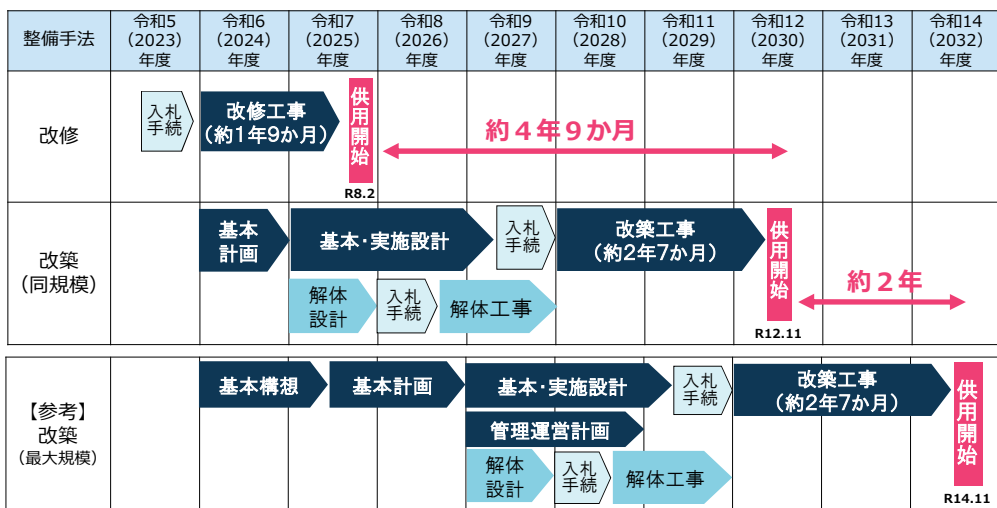 整備手法
令和5
(2023)
年度
令和6
(2024)
年度
令和7
(2025)
年度
令和8
(2026)
年度
令和9
(2027)
年度
令和10
(2028)
年度
令和11
(2029)
年度
令和12
(2030)
年度
令和13
(2031)
年度
令和14
(2032)
年度
改修
入札
手続
改修工事
(約1年9か月)
供用開始
R8.2
約4年9か月
改築
(同規模)
基本
計画
基本・実施設計
入札
手続
改築工事
(約2年7か月)
供用開始
R12.11
約2年
解体
設計
入札
手続
解体工事
【参考】
改築
(最大規模)
基本構想
基本計画
基本・実施設計
入札
手続
改築工事
(約2年7か月)
供用開始
R14.11
管理運営計画
解体
設計
入札
手続
解体工事